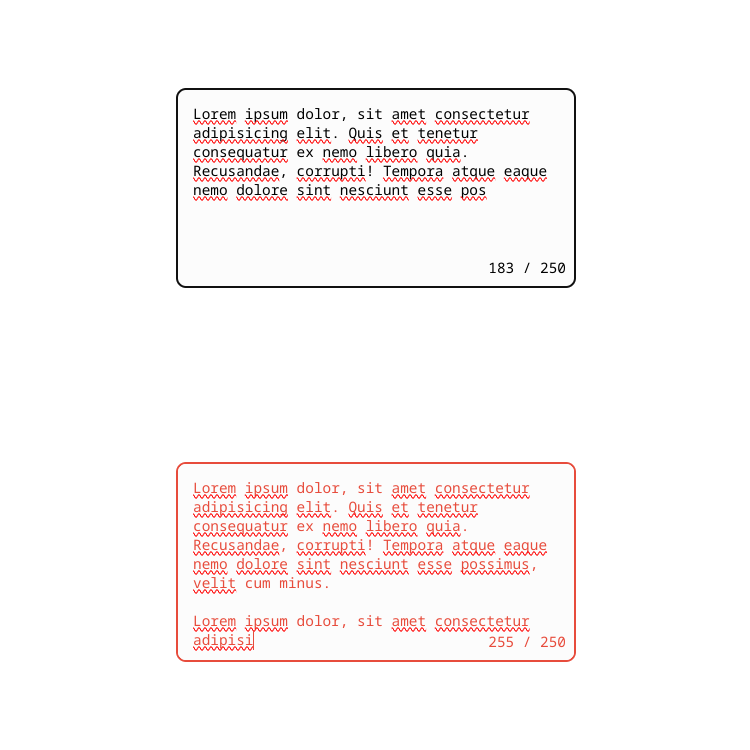 Lorem ipsum dolor, sit amet consectetur
adipisicing elit. Quis et tenetur
consequatur ex nemo libero quia.
Recusandae, corrupti! Tempora atque eaque
nemo dolore sint nesciunt esse pos
183 / 250
Lorem ipsum dolor, sit amet consectetur
adipisicing elit. Quis et tenetur
consequatur ex nemo libero quia.
Recusandae, corrupti! Tempora atque eaque
nemo dolore sint nesciunt esse possimus,
velit cum minus.
Lorem ipsum dolor, sit amet consectetur
adipisi
255 / 250